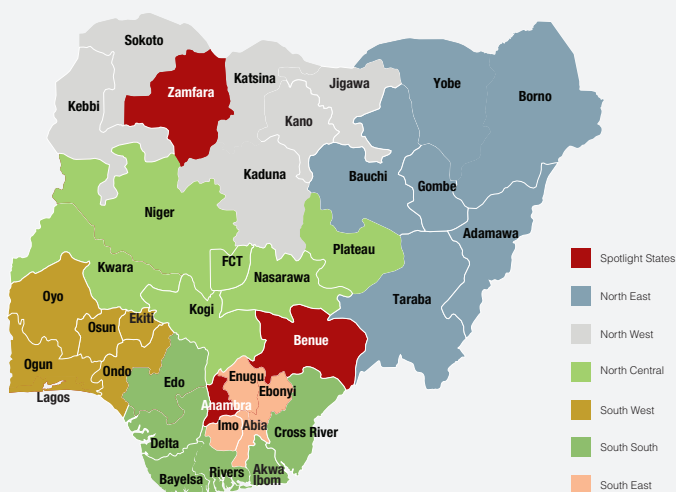 Sokoto
Zamfara
Katsina
Jigawa
Yobe
Borno
Kebbi
Kano
Kaduna
Bauchi
Gombe
Niger
Adamawa
FCT
Plateau
Kwara
Nasarawa
Taraba
Oyo
Kogi
Osun
Ekiti
Benue
Ogun
Ondo
Edo
Enugu
Ebonyi
Lagos
Anambra
Imo
Abia
Cross River
Delta
Bayelsa
Rivers
Akwa
Ibom
Spotlight States
North East
North West
North Central
South West
South South
South East